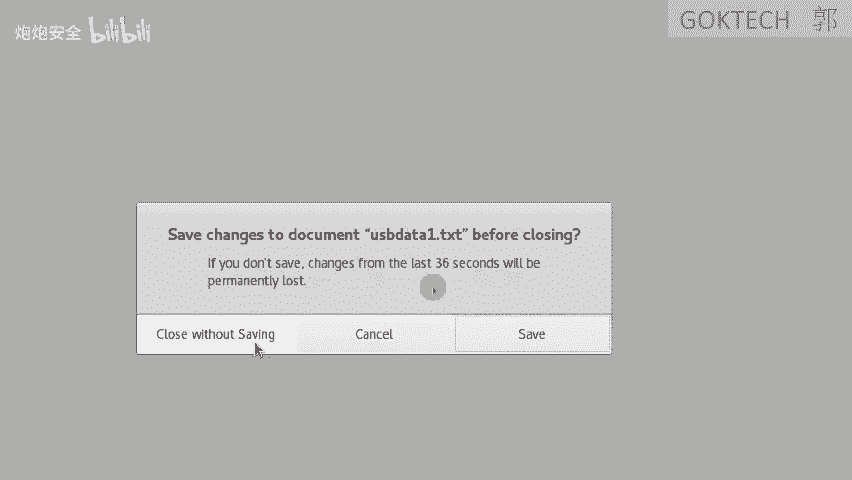 GOKTECH 郭
炮炮安全 bilibili
Save changes to document “usbdata1.txt” before closing?
If you don't save, changes from the last 36 seconds will be
permanently lost.
Close without Saving
Cancel
Save